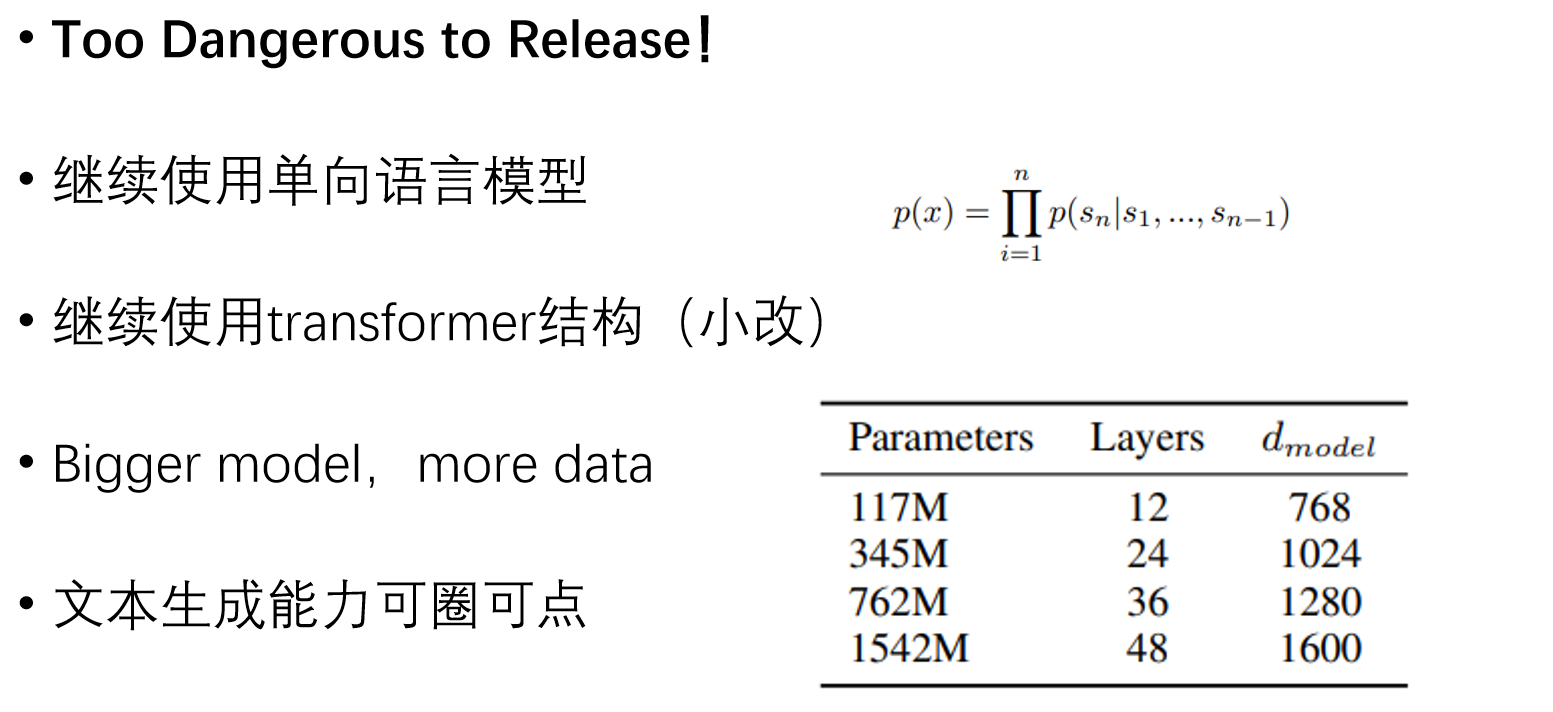 • Too Dangerous to Release!
• 继续使用单向语言模型
p(x) = ∏_{i=1}^{n} p(s_n|s_1, ..., s_{n−1})
• 继续使用transformer结构（小改）
• Bigger model，more data
• 文本生成能力可圈可点
Parameters Layers d_{model}
117M 12 768
345M 24 1024
762M 36 1280
1542M 48 1600